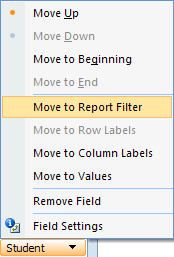 Move Up
Move Down
Move to Beginning
Move to End
Move to Report Filter
Move to Row Labels
Move to Column Labels
Move to Values
Remove Field
Field Settings
Student